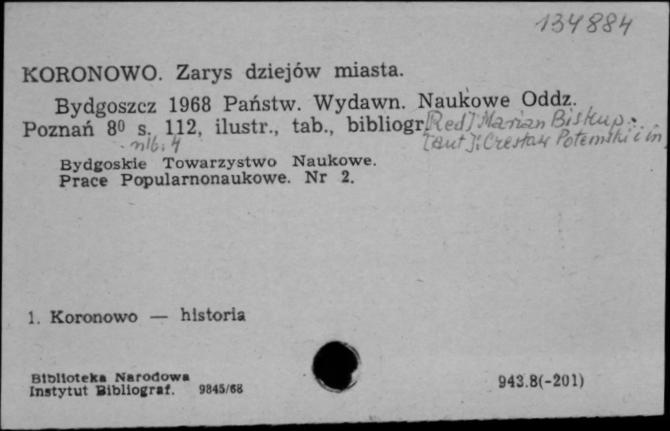 134884
KORONOWO. Zarys dziejów miasta.
Bydgoszcz 1968 Państw. Wydawn. Naukowe Oddz.
Poznań 8⁰ s. 112, ilustr., tab., bibliogr. [Red] Marian Biskup.
nlb. 4 [aut]: Czesław Potemski i in
Bydgoskie Towarzystwo Naukowe.
Prace Popularnonaukowe. Nr 2.
1. Koronowo — historia
Biblioteka Narodowa
Instytut Bibliograf. 9845/68
943.8(-201)